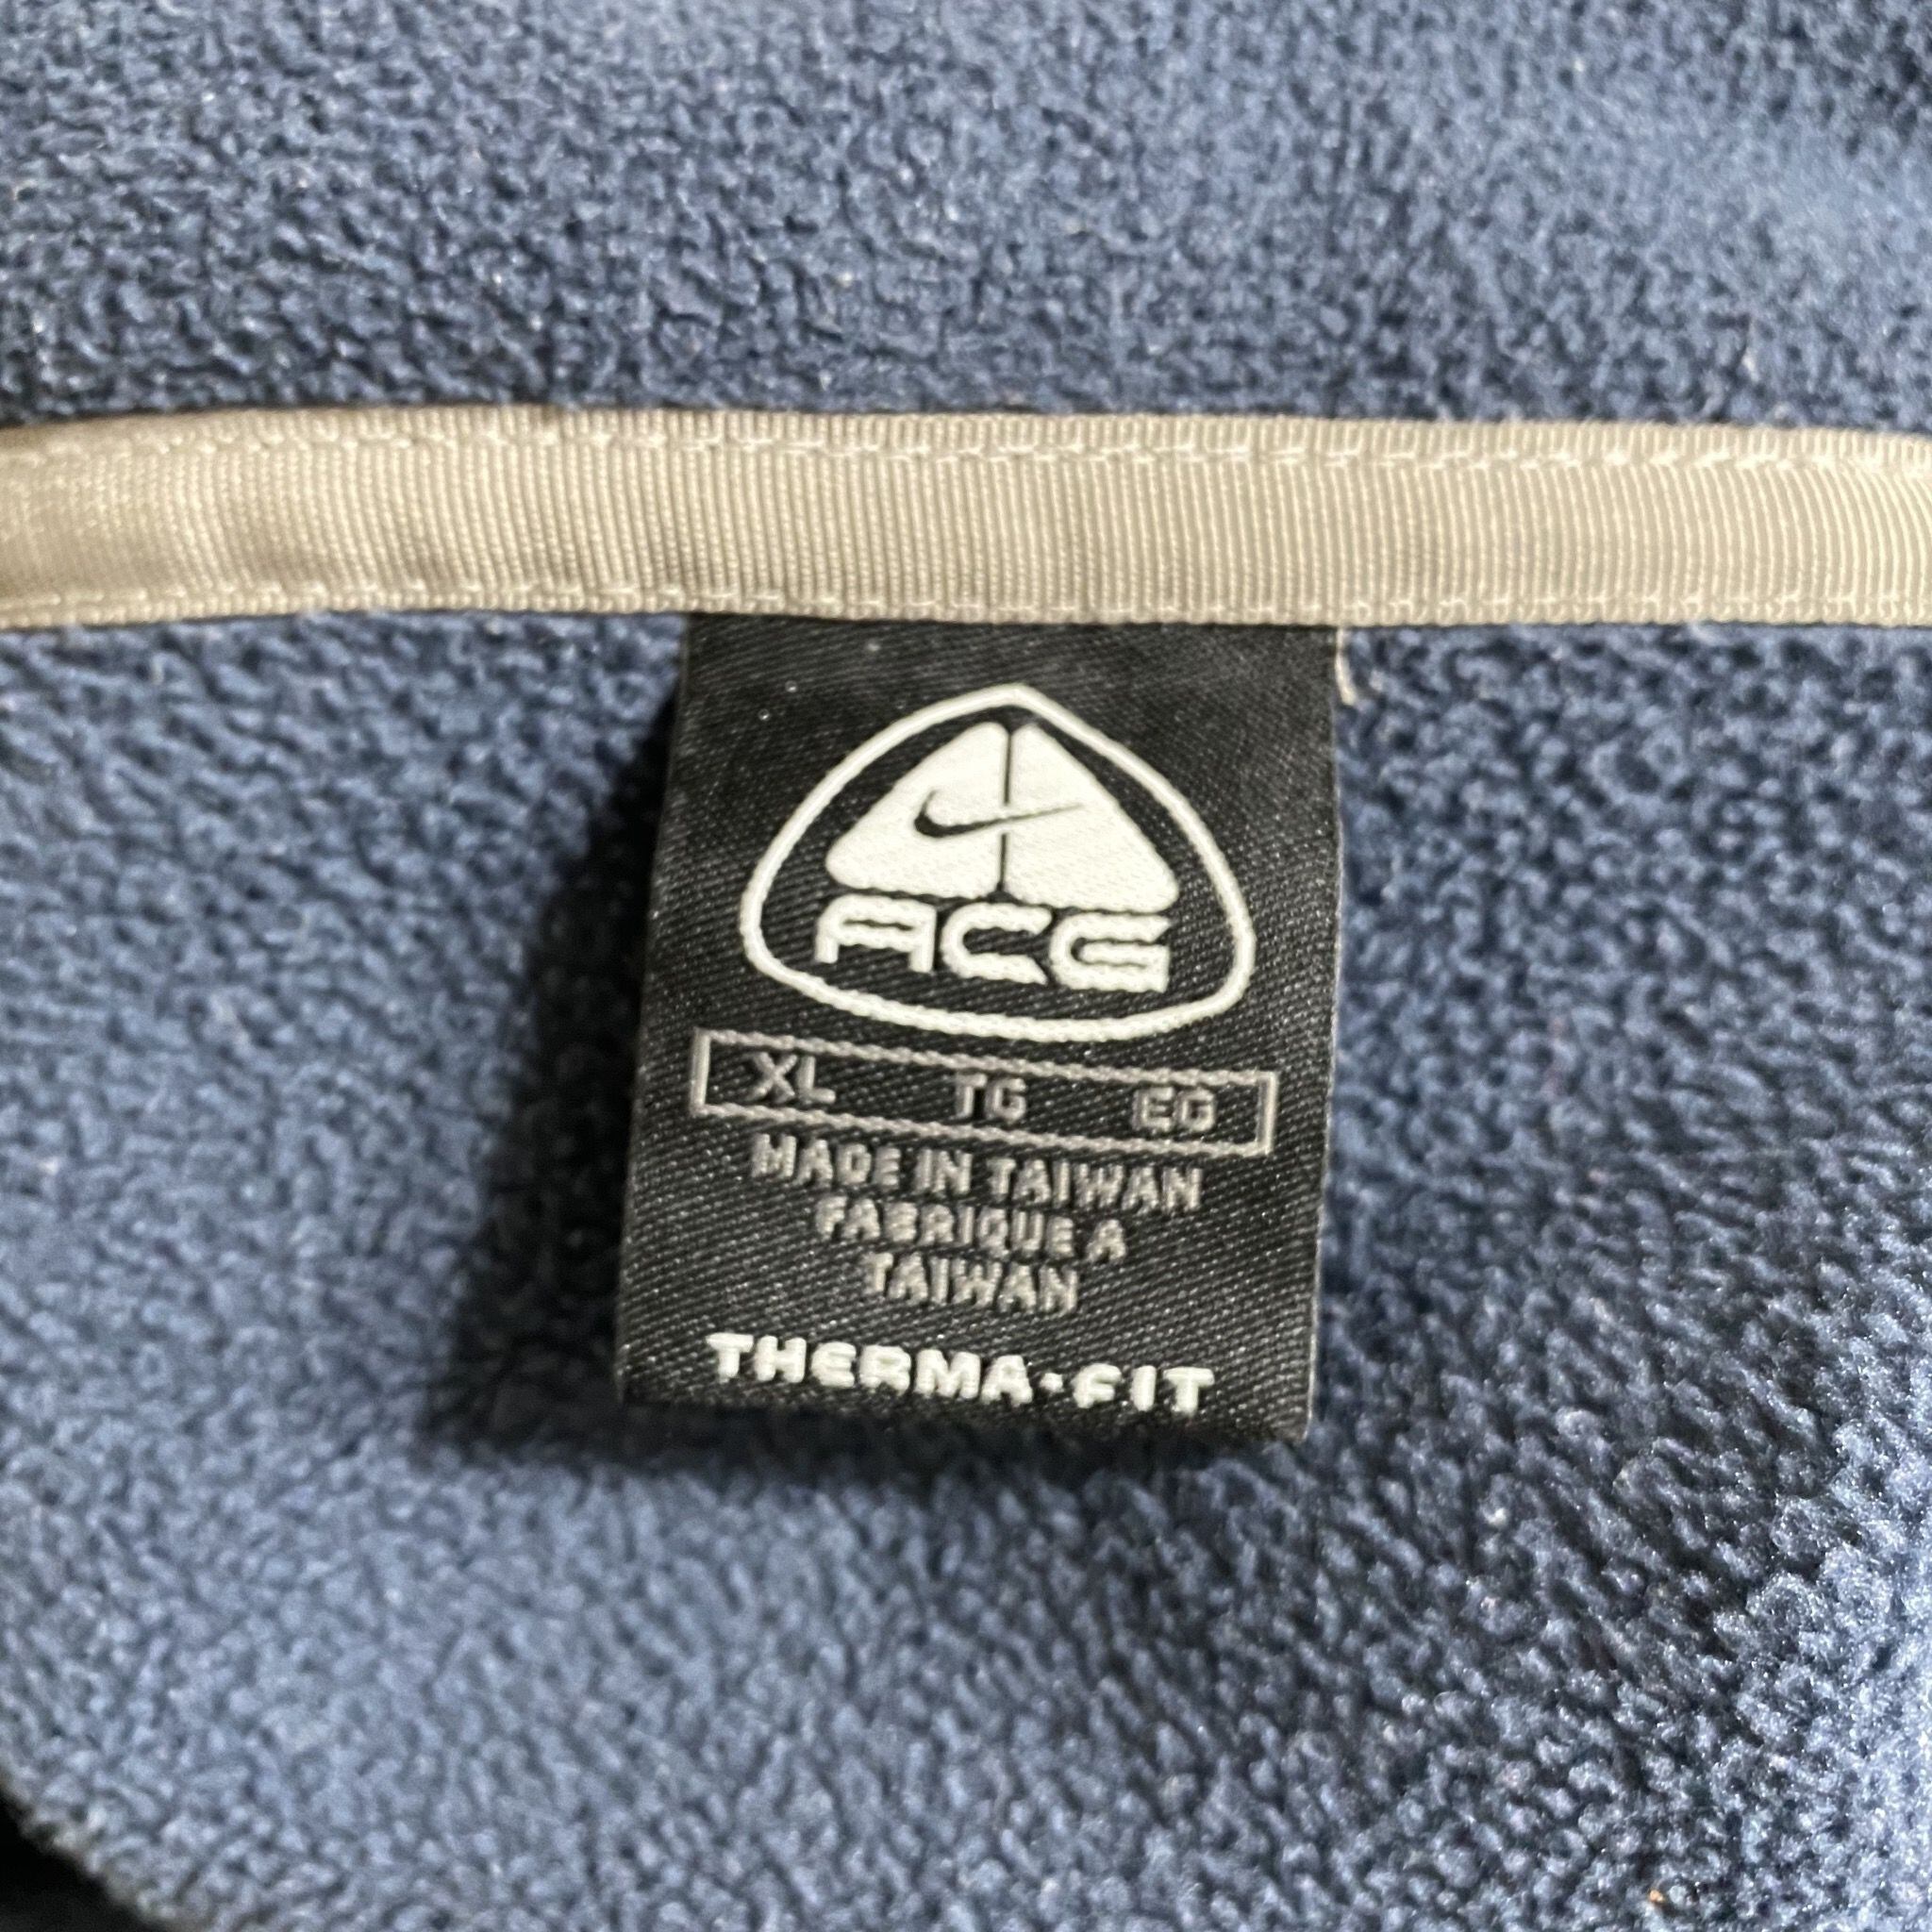 ACG
XL TG EG
MADE IN TAIWAN
FABRIQUE A
TAIWAN
THERMA·FIT